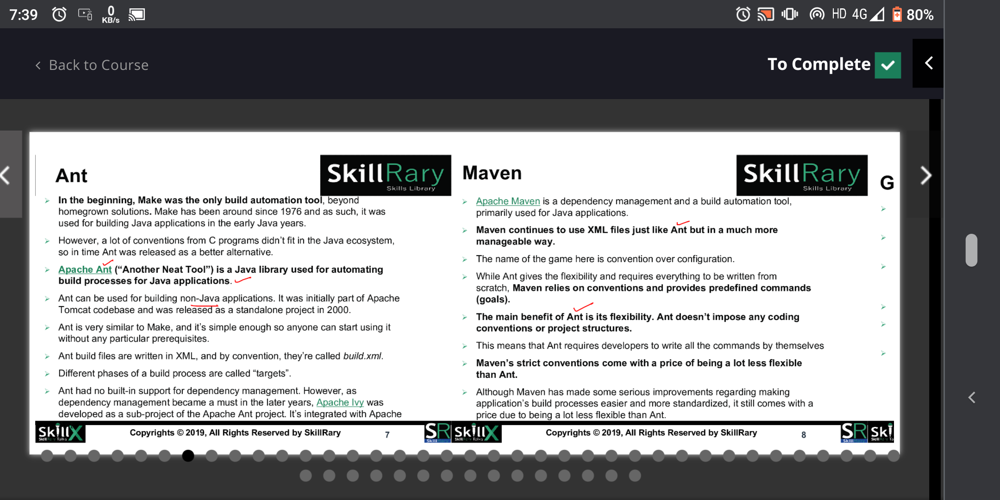 7:39
0
KB/s
HD 4G
80%
Back to Course
To Complete
Ant
SkillRary
Skills Library
In the beginning, Make was the only build automation tool, beyond
homegrown solutions. Make has been around since 1976 and as such, it was
used for building Java applications in the early Java years.
However, a lot of conventions from C programs didn’t fit in the Java ecosystem,
so in time Ant was released as a better alternative.
Apache Ant (“Another Neat Tool”) is a Java library used for automating
build processes for Java applications.
Ant can be used for building non-Java applications. It was initially part of Apache
Tomcat codebase and was released as a standalone project in 2000.
Ant is very similar to Make, and it’s simple enough so anyone can start using it
without any particular prerequisites.
Ant build files are written in XML, and by convention, they’re called build.xml.
Different phases of a build process are called “targets”.
Ant had no built-in support for dependency management. However, as
dependency management became a must in the later years, Apache Ivy was
developed as a sub-project of the Apache Ant project. It’s integrated with Apache
SkillX
SkillRary Talks
Copyrights © 2019, All Rights Reserved by SkillRary
7
SR
SkillRary
Maven
SkillRary
Skills Library
Apache Maven is a dependency management and a build automation tool,
primarily used for Java applications.
Maven continues to use XML files just like Ant but in a much more
manageable way.
The name of the game here is convention over configuration.
While Ant gives the flexibility and requires everything to be written from
scratch, Maven relies on conventions and provides predefined commands
(goals).
The main benefit of Ant is its flexibility. Ant doesn’t impose any coding
conventions or project structures.
This means that Ant requires developers to write all the commands by themselves
Maven’s strict conventions come with a price of being a lot less flexible
than Ant.
Although Maven has made some serious improvements regarding making
application’s build processes easier and more standardized, it still comes with a
price due to being a lot less flexible than Ant.
SkillX
SkillRary Talks
Copyrights © 2019, All Rights Reserved by SkillRary
8
SR
SkillRary
G
Ski
SkillRary Ta